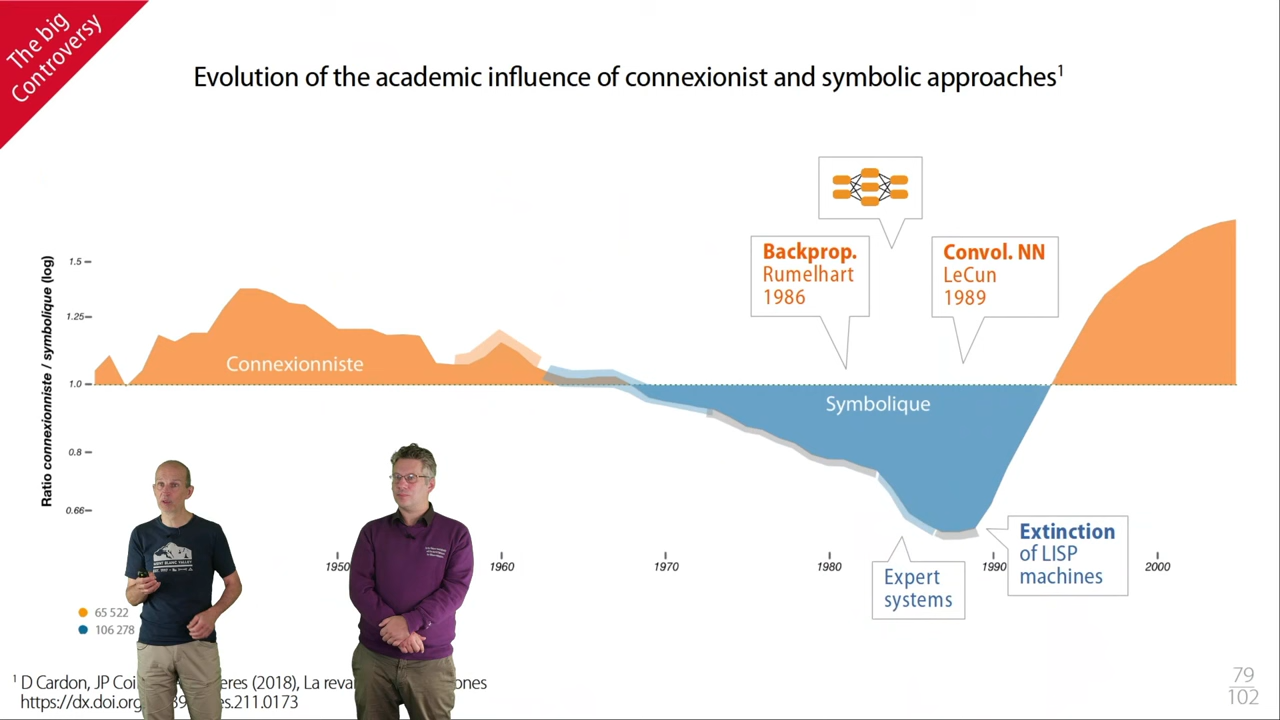 The big
Controversy
Evolution of the academic influence of connexionist and symbolic approaches¹
Backprop.
Rumelhart
1986
Convol. NN
LeCun
1989
Ratio connexionniste / symbolique (log)
1.5
1.25
1.0
0.8
0.66
Connexionniste
Symbolique
1950
1960
1970
1980
1990
2000
Expert
systems
Extinction
of LISP
machines
65 522
106 278
¹ D Cardon, JP Coi eres (2018), La reva ones
https://dx.doi.org es.211.0173
79
102